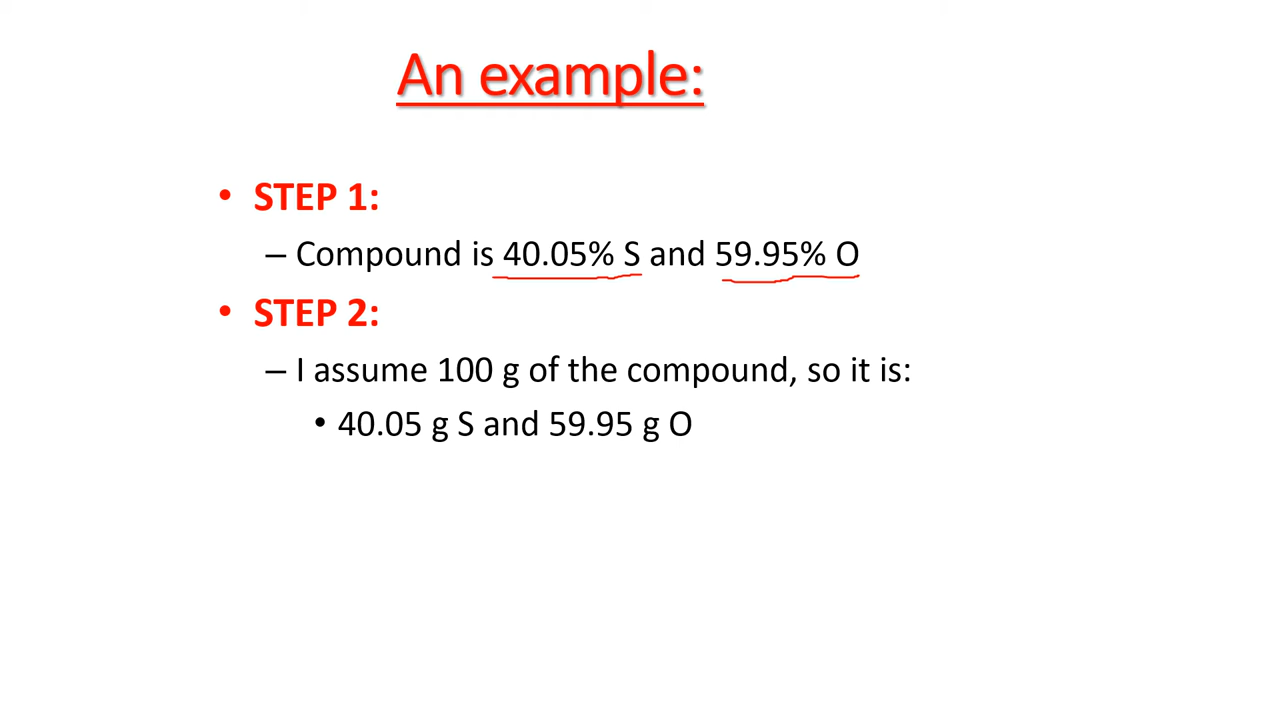 An example:
• STEP 1:
– Compound is 40.05% S and 59.95% O
• STEP 2:
– I assume 100 g of the compound, so it is:
• 40.05 g S and 59.95 g O